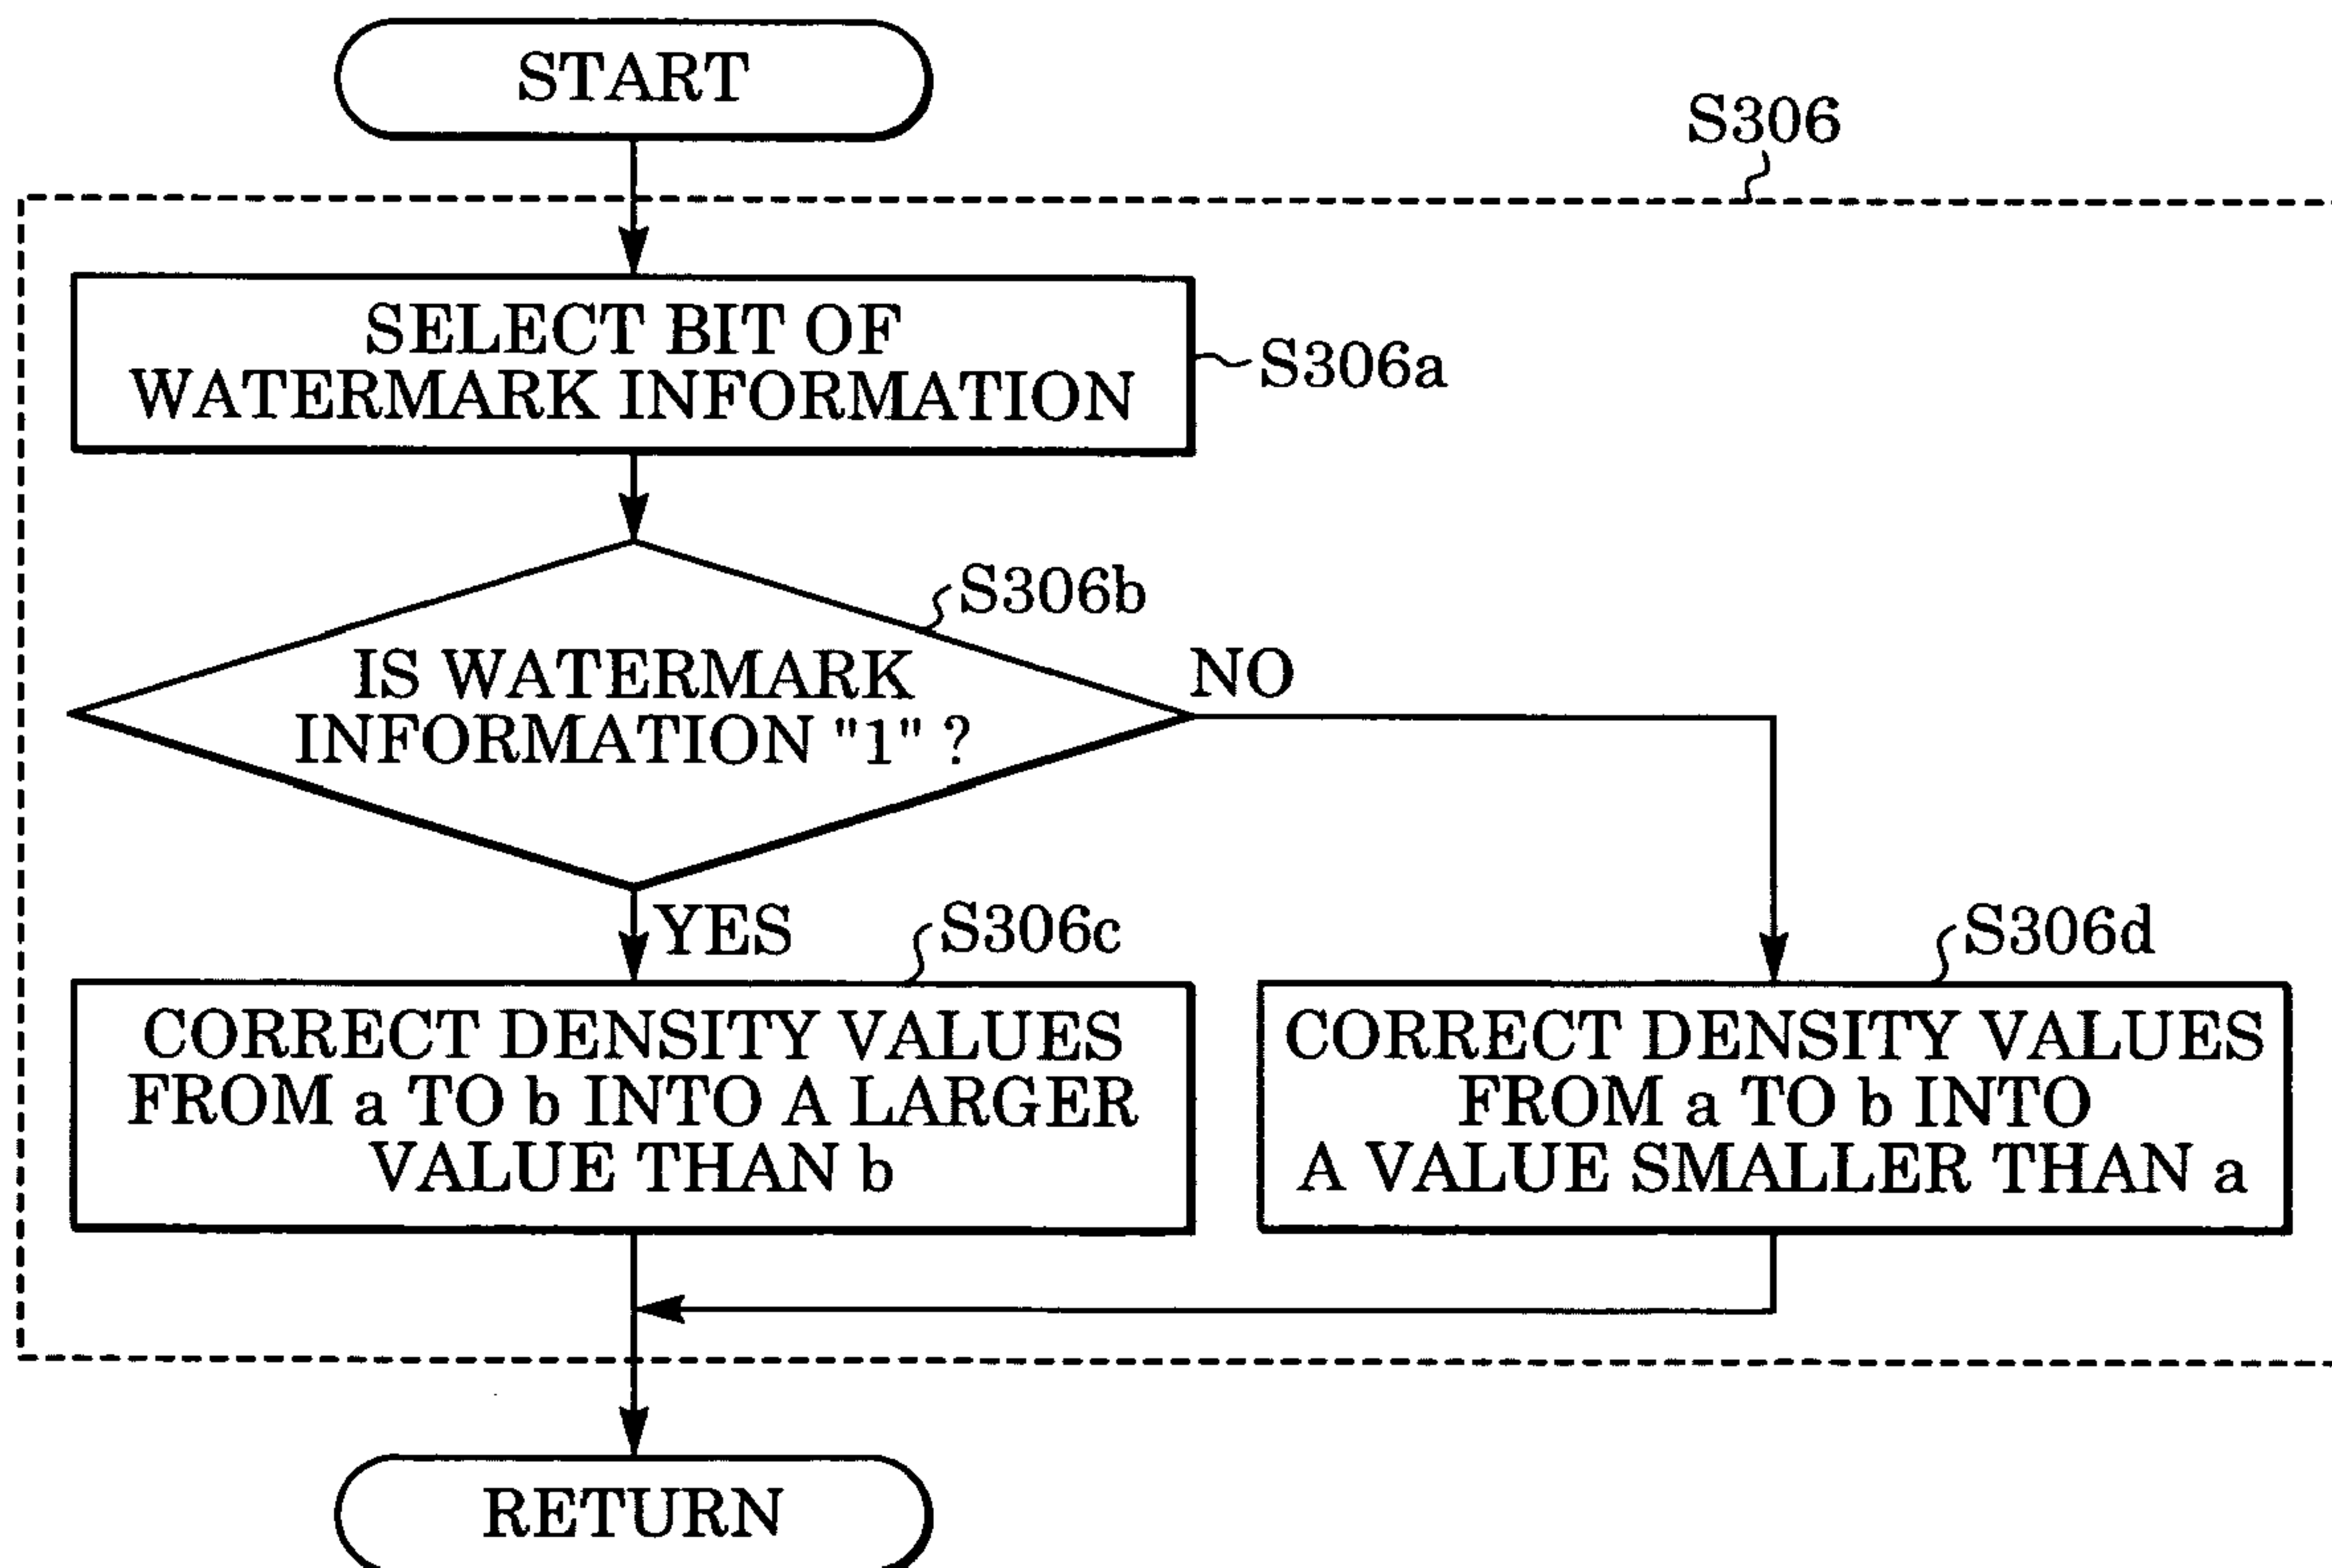 START
S306
SELECT BIT OF
WATERMARK INFORMATION
S306a
S306b
IS WATERMARK
INFORMATION "1" ?
NO
YES
S306c
S306d
CORRECT DENSITY VALUES
FROM a TO b INTO A LARGER
VALUE THAN b
CORRECT DENSITY VALUES
FROM a TO b INTO
A VALUE SMALLER THAN a
RETURN